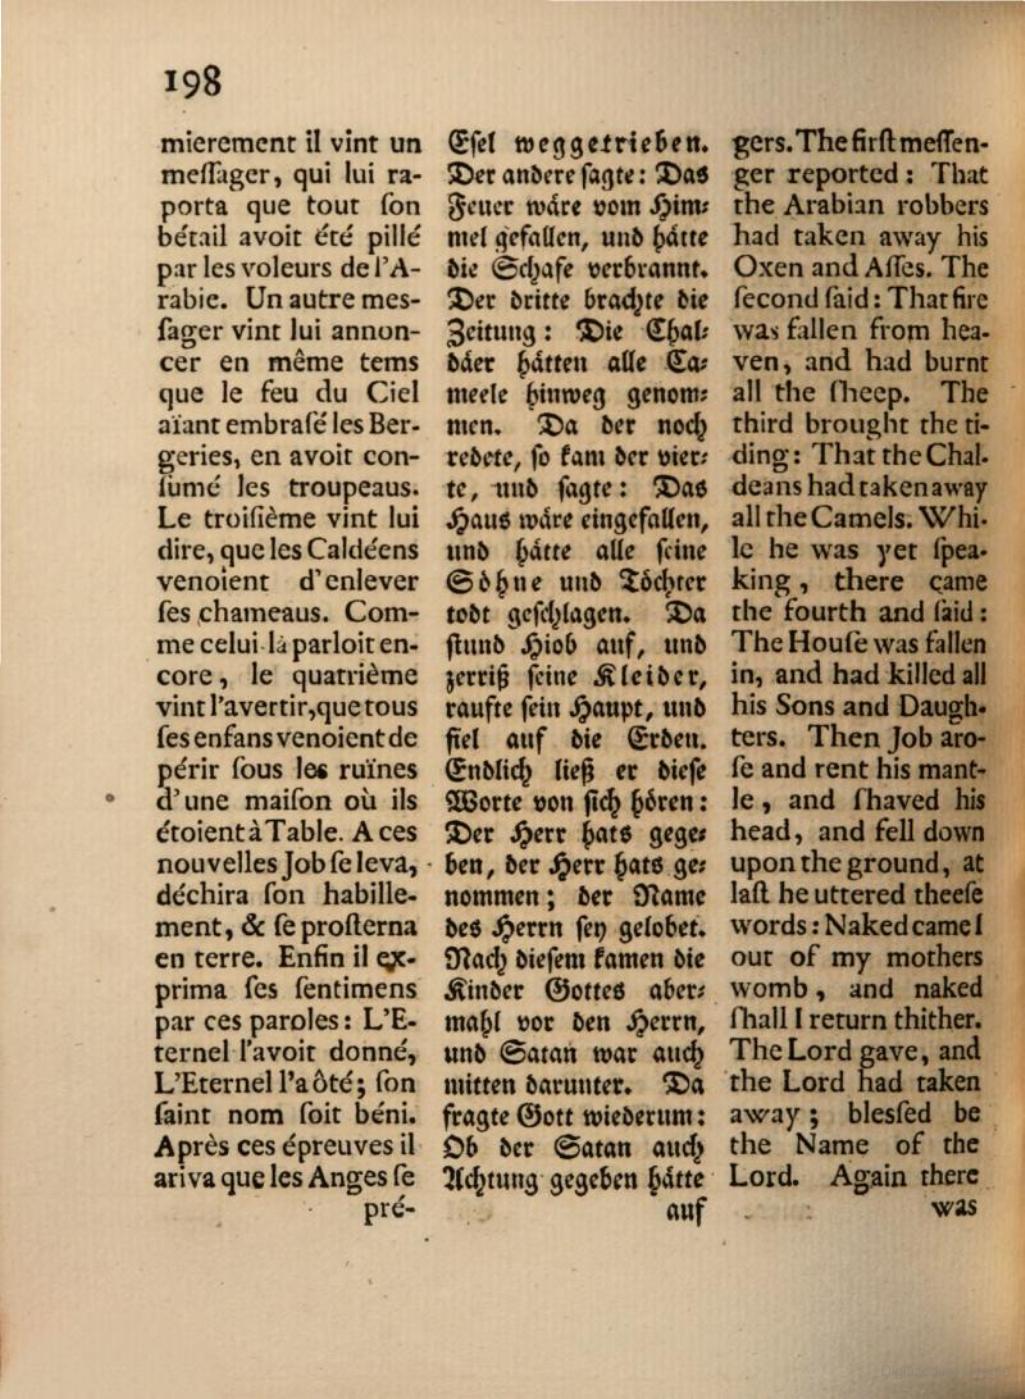 198
mierement il vint un
meſſager, qui lui ra-
porta que tout ſon
bétail avoit été pillé
par les voleurs de l'A-
rabie. Un autre meſ-
ſager vint lui annon-
cer en même tems
que le feu du Ciel
aïant embraſé les Ber-
geries, en avoit con-
ſumé les troupeaus.
Le troiſième vint lui
dire, que les Caldéens
venoient d'enlever
ſes chameaus. Com-
me celui là parloit en-
core, le quatrième
vint l'avertir, que tous
ſes enfans venoient de
périr ſous les ruïnes
d'une maiſon où ils
étoient à Table. A ces
nouvelles Job ſe leva,
déchira ſon habille-
ment, & ſe proſterna
en terre. Enfin il ex-
prima ſes ſentimens
par ces paroles: L'E-
ternel l'avoit donné,
L'Eternel l'a ôté; ſon
ſaint nom ſoit béni.
Après ces épreuves il
ariva que les Anges ſe
pré-
Eſel weggetrieben.
Der andere ſagte: Das
Feuer wäre vom Him-
mel gefallen, und hätte
die Schafe verbrannt.
Der dritte brachte die
Zeitung: Die Chal-
däer hätten alle Ca-
meele hinweg genom-
men. Da der noch
redete, ſo kam der vier-
te, und ſagte: Das
Haus wäre eingefallen,
und hätte alle ſeine
Söhne und Töchter
todt geſchlagen. Da
ſtund Hiob auf, und
zerriß ſeine Kleider,
raufte ſein Haupt, und
fiel auf die Erden.
Endlich ließ er dieſe
Worte von ſich hören:
Der Herr hats gege-
ben, der Herr hats ge-
nommen; der Name
des Herrn ſey gelobet.
Nach dieſem kamen die
Kinder Gottes aber-
mahl vor den Herrn,
und Satan war auch
mitten darunter. Da
fragte Gott wiederum:
Ob der Satan auch
Achtung gegeben hätte
auf
gers. The firſt meſſen-
ger reported: That
the Arabian robbers
had taken away his
Oxen and Aſſes. The
ſecond ſaid: That fire
was fallen from hea-
ven, and had burnt
all the ſheep. The
third brought the ti-
ding: That the Chal-
deans had taken away
all the Camels. Whi-
le he was yet ſpea-
king, there came
the fourth and ſaid:
The Houſe was fallen
in, and had killed all
his Sons and Daugh-
ters. Then Job aro-
ſe and rent his mant-
le, and ſhaved his
head, and fell down
upon the ground, at
laſt he uttered theeſe
words: Naked came I
out of my mothers
womb, and naked
ſhall I return thither.
The Lord gave, and
the Lord had taken
away; bleſſed be
the Name of the
Lord. Again there
was